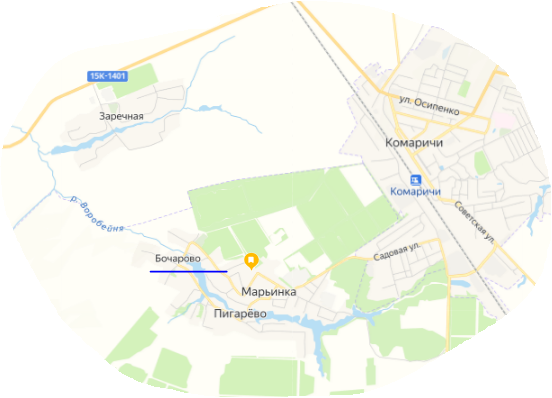 15К-1401
Заречная
ул. Осипенко
Комаричи
Комаричи
р. Воробейня
Советская ул.
Садовая ул.
Бочарово
Марьинка
Пигарёво